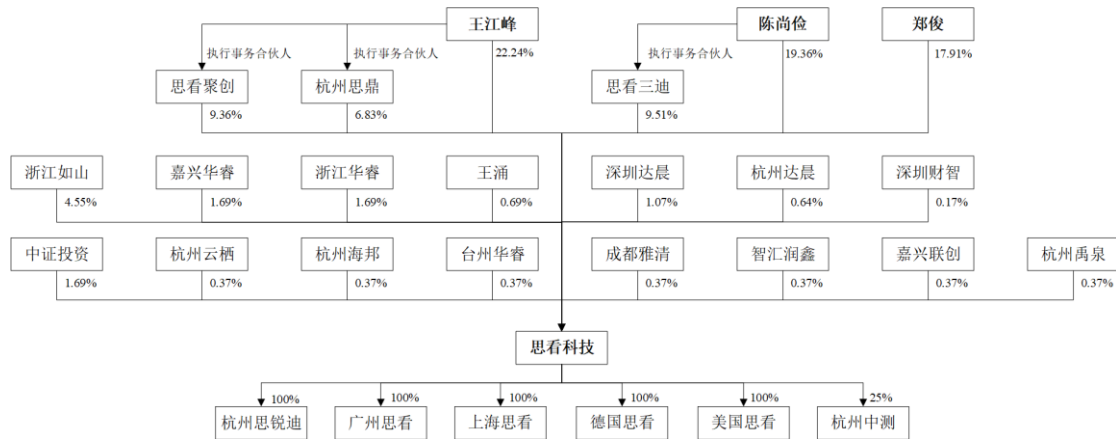 王江峰
陈尚俭
郑俊
执行事务合伙人
执行事务合伙人
22.24%
执行事务合伙人
19.36%
17.91%
思看聚创
杭州思鼎
思看三迪
9.36%
6.83%
9.51%
浙江如山
嘉兴华睿
浙江华睿
王涌
深圳达晨
杭州达晨
深圳财智
4.55%
1.69%
1.69%
0.69%
1.07%
0.64%
0.17%
中证投资
杭州云栖
杭州海邦
台州华睿
成都雅清
智汇润鑫
嘉兴联创
杭州禹泉
1.69%
0.37%
0.37%
0.37%
0.37%
0.37%
0.37%
0.37%
思看科技
100%
100%
100%
100%
100%
25%
杭州思锐迪
广州思看
上海思看
德国思看
美国思看
杭州中测